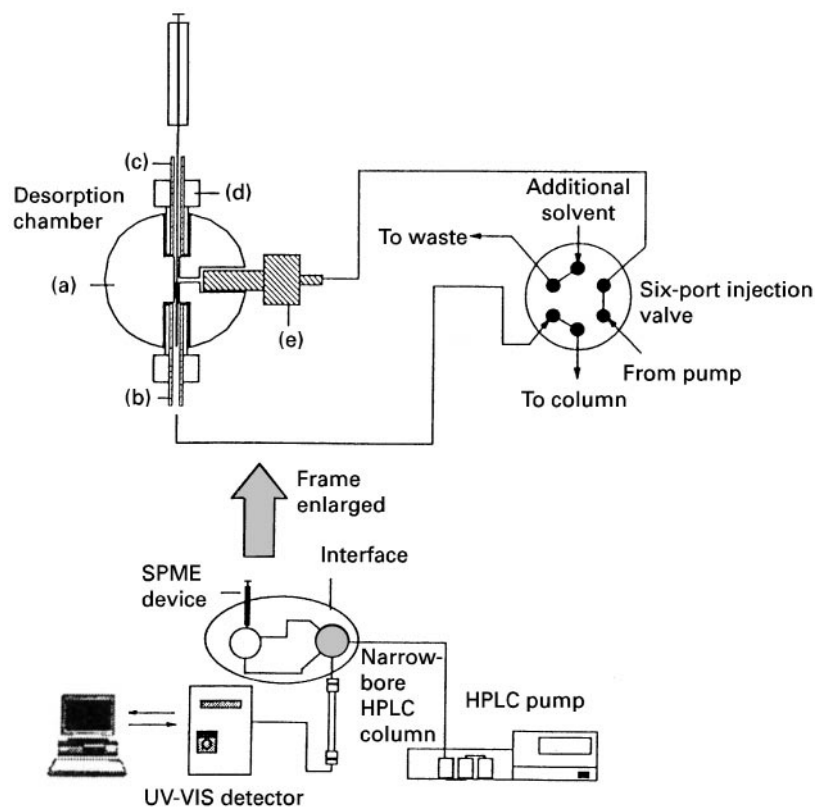 (c)
(d)
Desorption
chamber
(a)
(e)
(b)
Additional
solvent
To waste
Six-port injection
valve
From pump
To column
Frame
enlarged
Interface
SPME
device
Narrow-
bore
HPLC
column
HPLC pump
UV-VIS detector